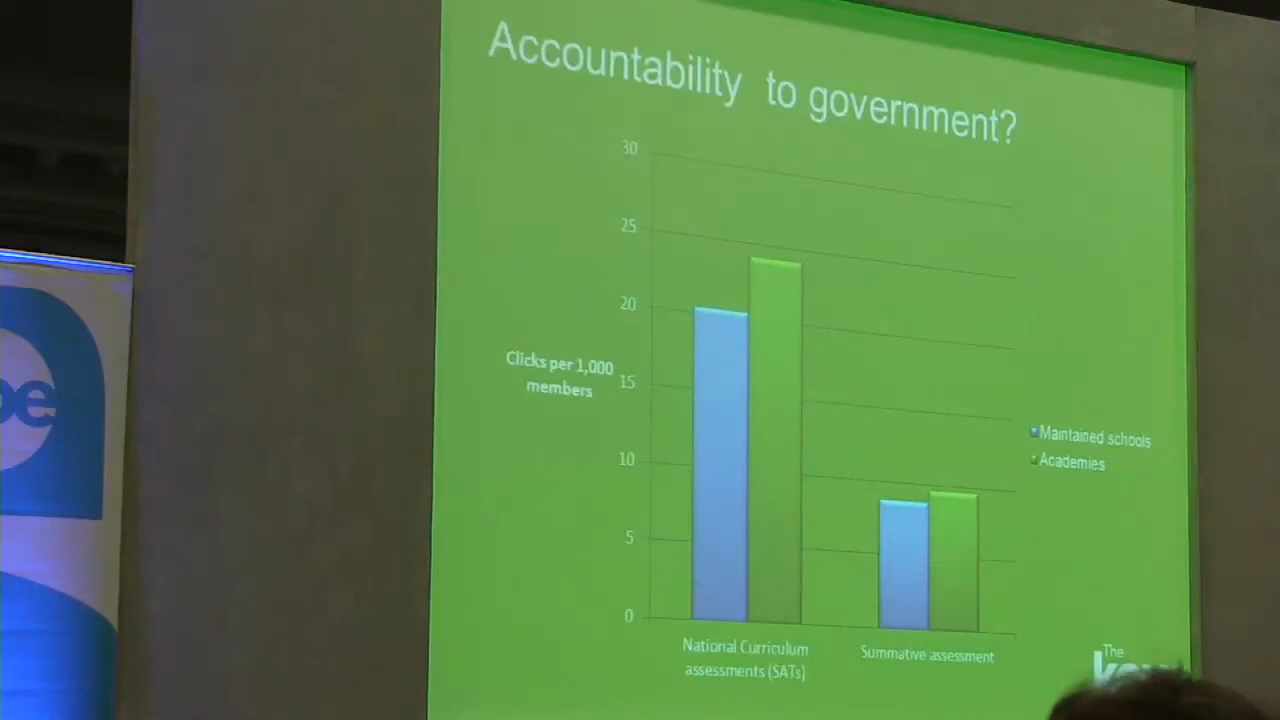 Accountability to government?
30
25
20
15
10
5
0
Clicks per 1,000
members
Maintained schools
Academies
National Curriculum
assessments (SATs)
Summative assessment
The